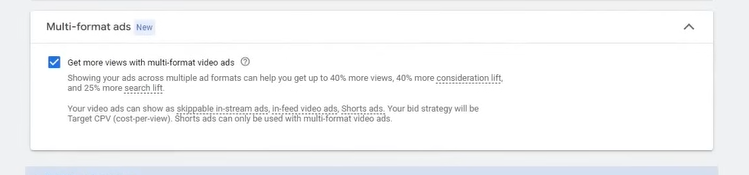 Multi-format ads New
Get more views with multi-format video ads
Showing your ads across multiple ad formats can help you get up to 40% more views, 40% more consideration lift,
and 25% more search lift.
Your video ads can show as skippable in-stream ads, in-feed video ads, Shorts ads. Your bid strategy will be
Target CPV (cost-per-view). Shorts ads can only be used with multi-format video ads.